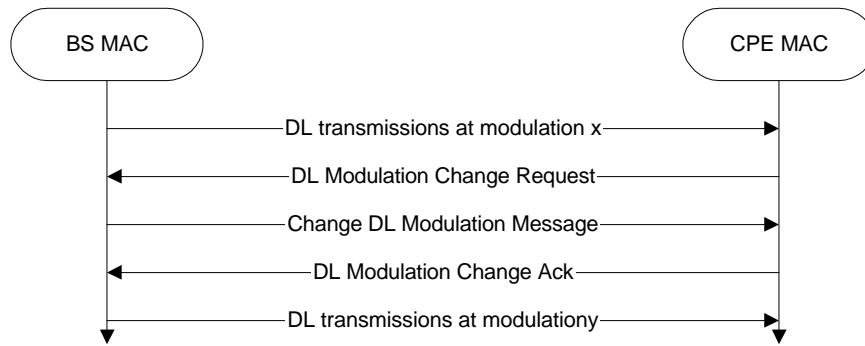 BS MAC
CPE MAC
DL transmissions at modulation x
DL Modulation Change Request
Change DL Modulation Message
DL Modulation Change Ack
DL transmissions at modulationy